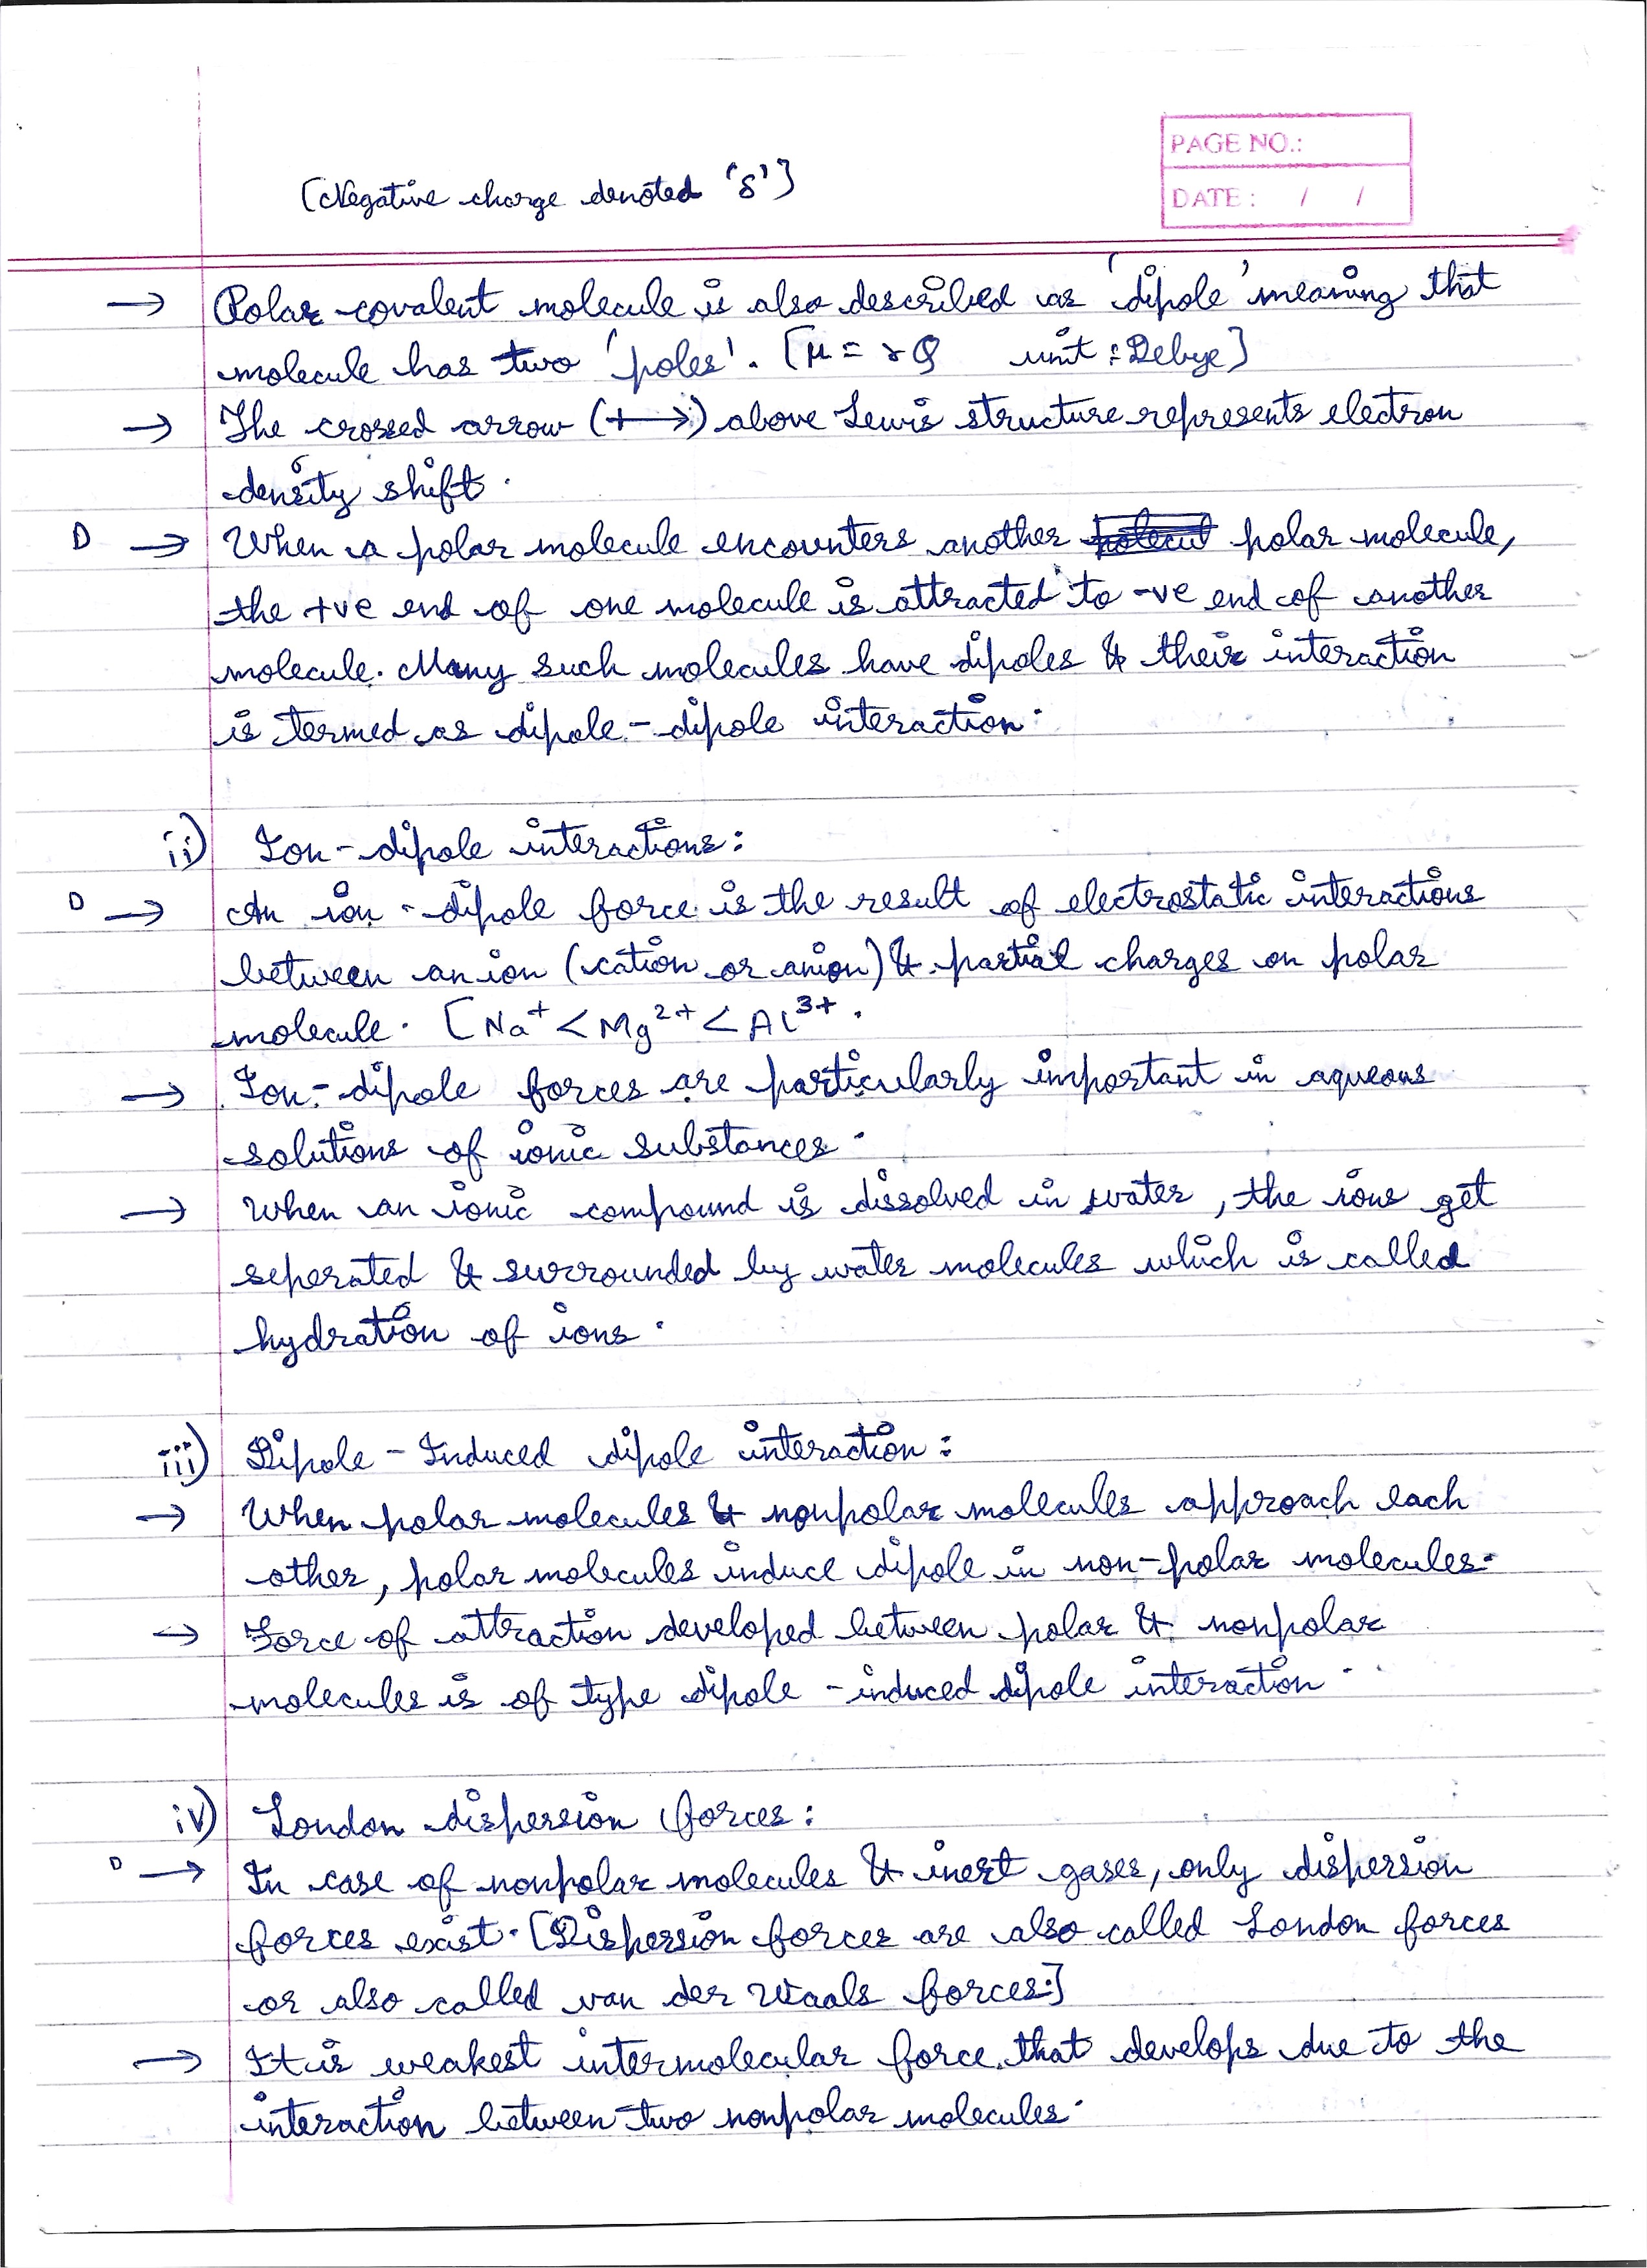 PAGE NO.:
DATE: / /
[Negative charge denoted 'δ']
→ Polar covalent molecule is also described as 'dipole' meaning that
molecule has two 'poles'. [μ = rQ unit : Debye]
→ The crossed arrow (+→) above Lewis structure represents electron
density shift.
D → When a polar molecule encounters another polar molecule,
the +ve end of one molecule is attracted to -ve end of another
molecule. Many such molecules have dipoles & their interaction
is termed as dipole - dipole interaction.
ii) Ion - dipole interactions :
D → An ion - dipole force is the result of electrostatic interactions
between an ion (cation or anion) & partial charges on polar
molecule. [Na⁺ < Mg²⁺ < Al³⁺.
→ Ion - dipole forces are particularly important in aqueous
solutions of ionic substances.
→ When an ionic compound is dissolved in water, the ions get
seperated & surrounded by water molecules which is called
hydration of ions.
iii) Dipole - Induced dipole interaction :
→ When polar molecules & nonpolar molecules approach each
other, polar molecules induce dipole in non-polar molecules.
→ Force of attraction developed between polar & nonpolar
molecules is of type dipole - induced dipole interaction.
iv) London dispersion forces :
D → In case of nonpolar molecules & inert gases, only dispersion
forces exist. [Dispersion forces are also called London forces
or also called van der Waals forces.]
→ It is weakest intermolecular force that develops due to the
interaction between two nonpolar molecules.